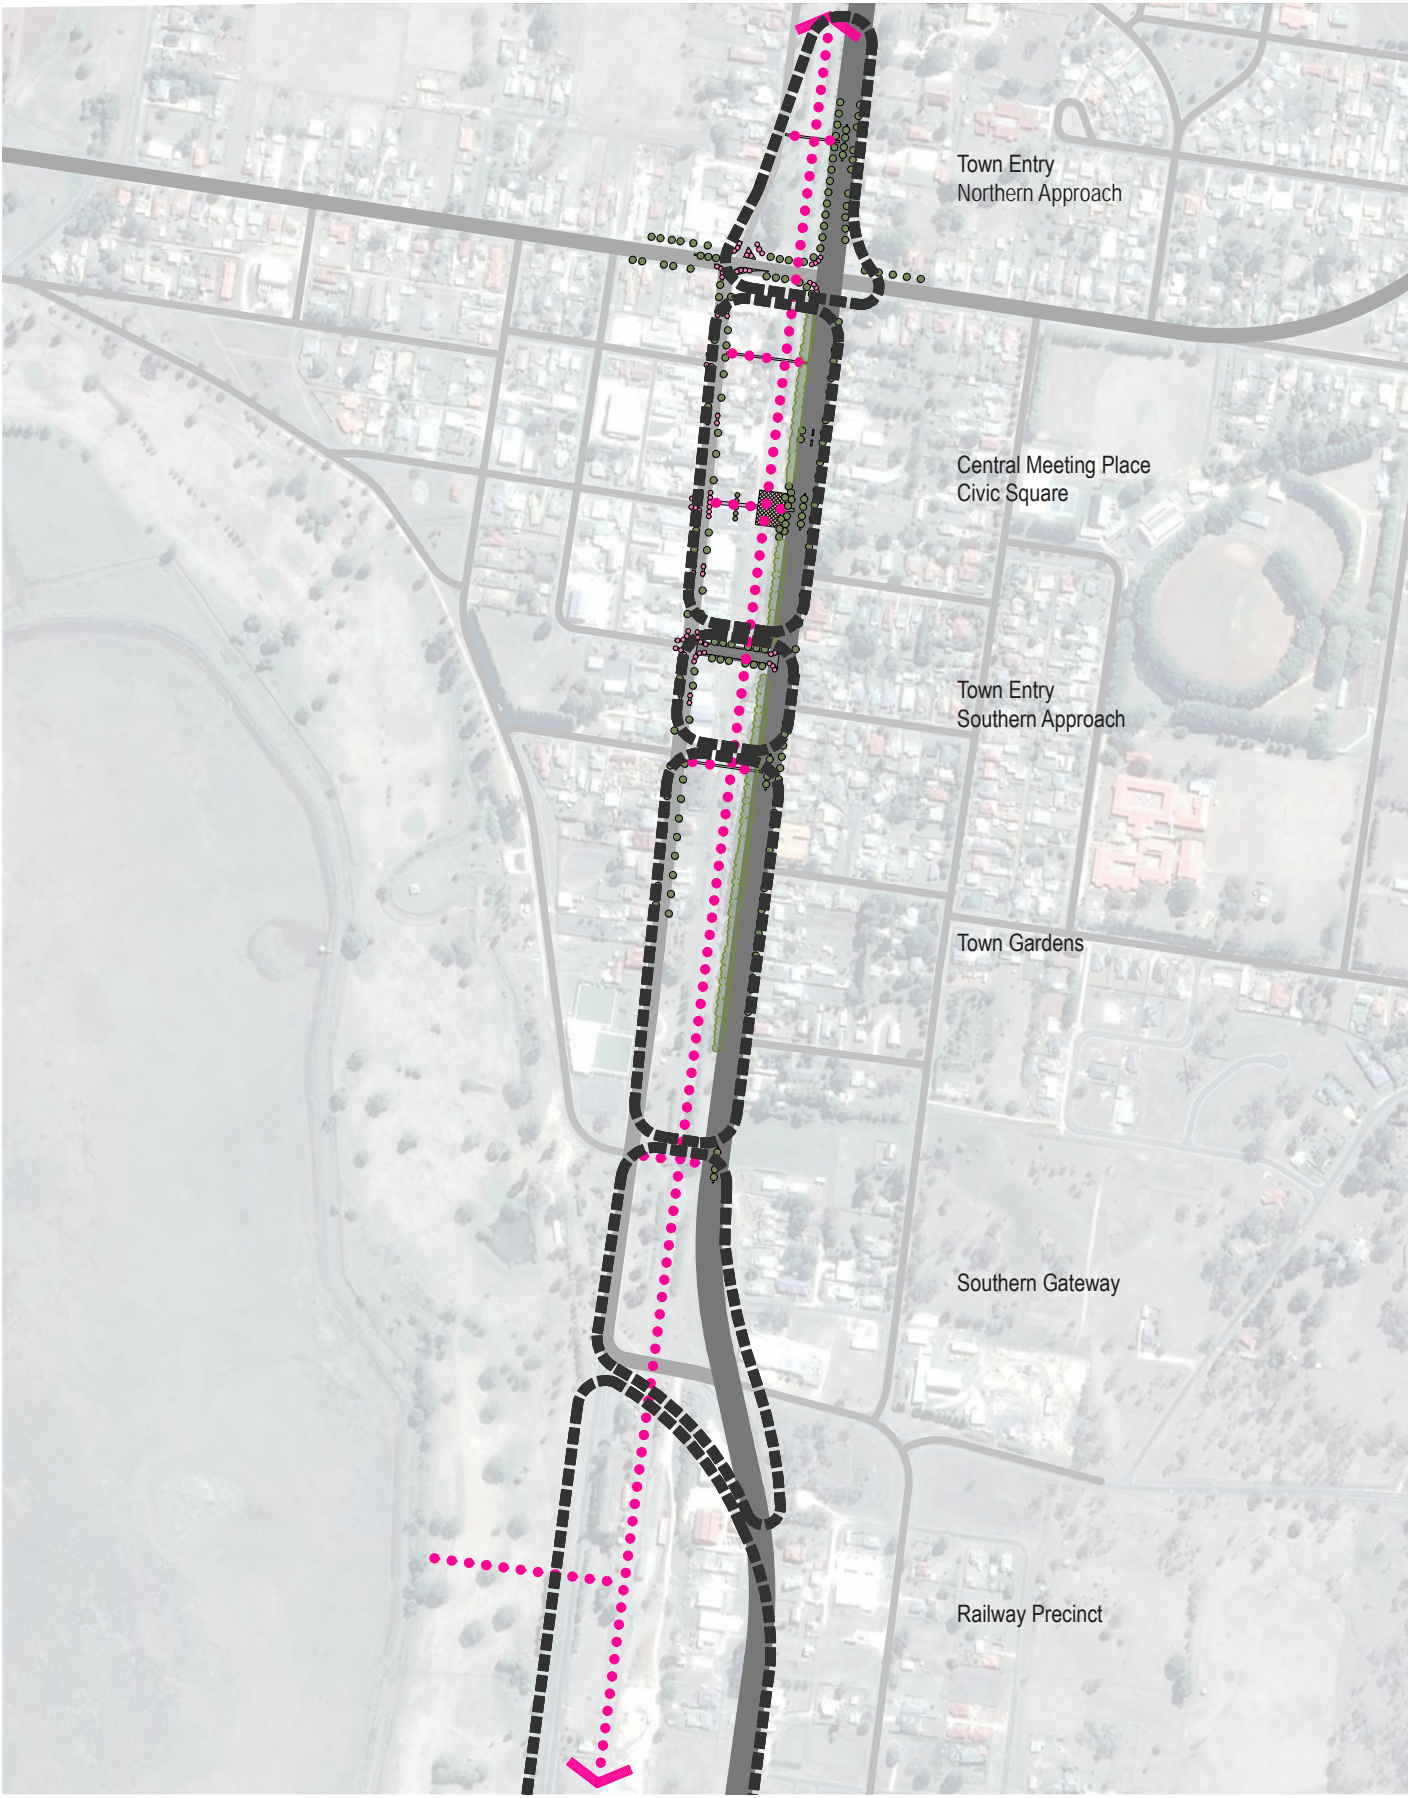 Town Entry
Northern Approach
Central Meeting Place
Civic Square
Town Entry
Southern Approach
Town Gardens
Southern Gateway
Railway Precinct